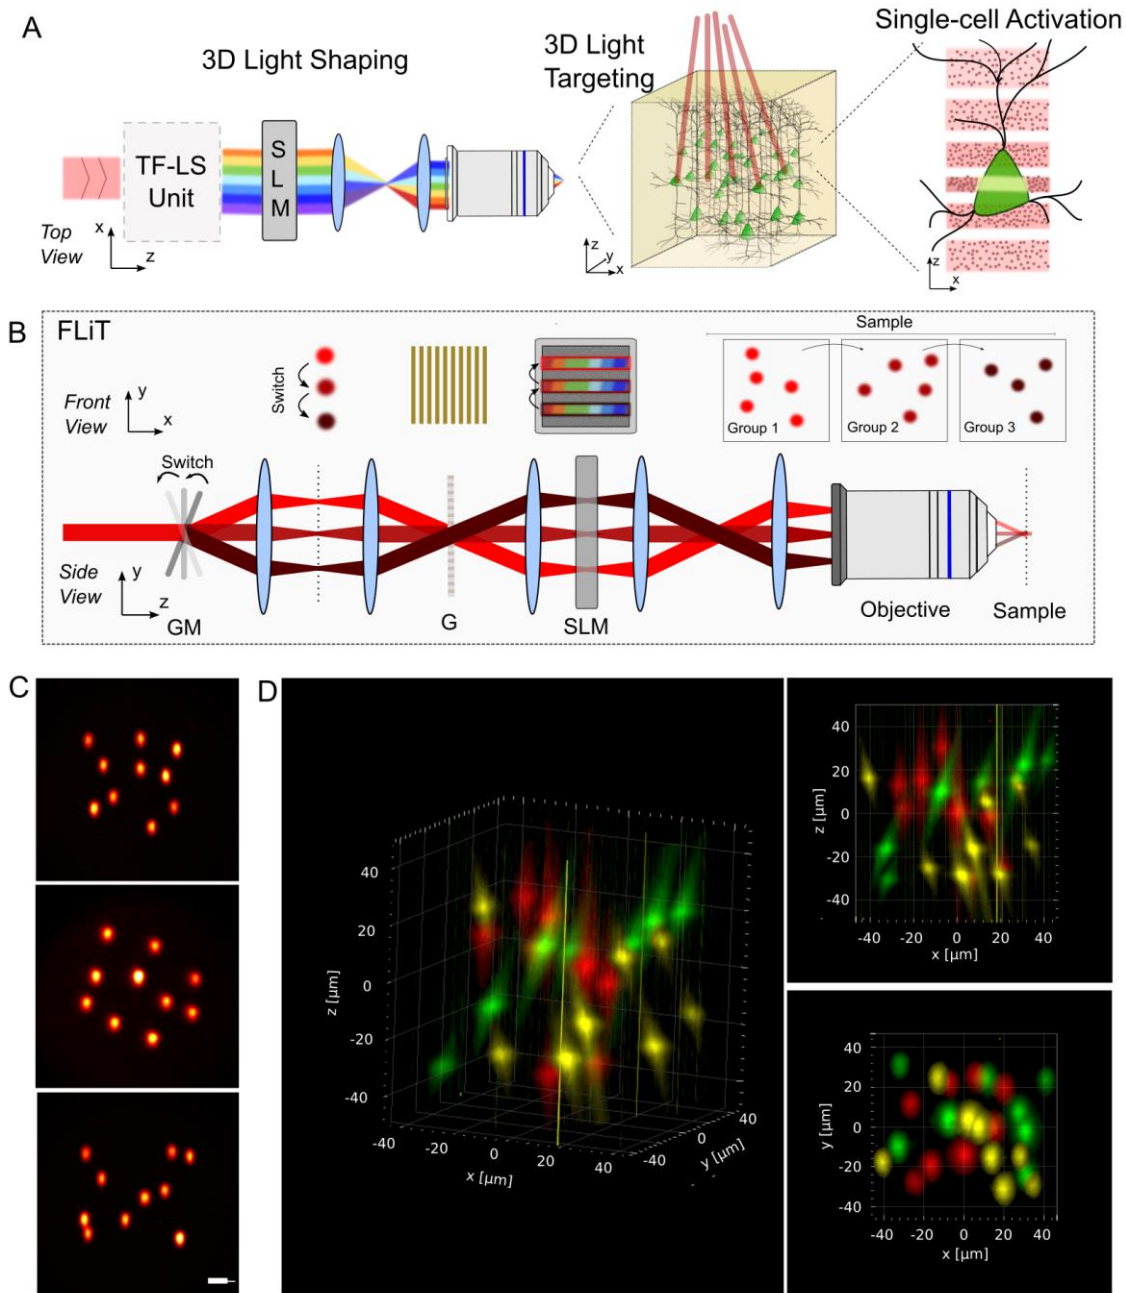 A
3D Light Shaping
3D Light
Targeting
Single-cell Activation
TF-LS
Unit
S
L
M
Top
View
x
z
z
y
x
z
x
B
FLiT
Sample
Switch
Front
View
y
x
Group 1
Group 2
Group 3
Switch
Side
View
y
z
GM
G
SLM
Objective
Sample
C
D
40
20
0
-20
-40
z [µm]
-40
-20
0
20
40
x [µm]
-40
0
40
y [µm]
40
20
0
-20
-40
z [µm]
-40
-20
0
20
40
x [µm]
40
20
0
-20
-40
y [µm]
-40
-20
0
20
40
x [µm]